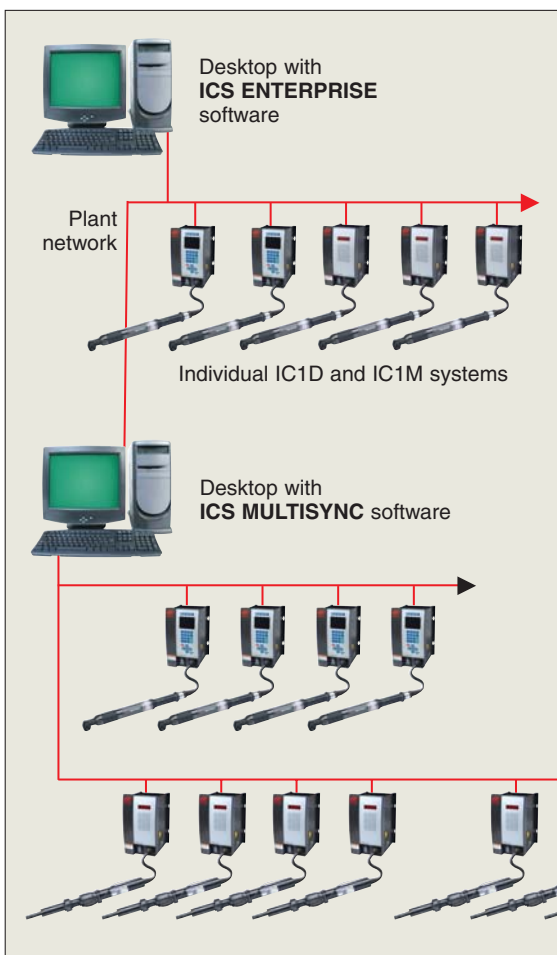 Desktop with
ICS ENTERPRISE
software
Plant
network
Individual IC1D and IC1M systems
Desktop with
ICS MULTISYNC software